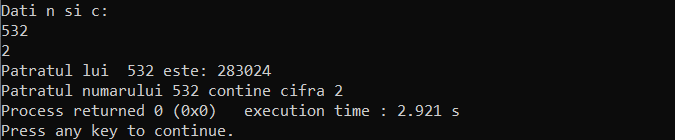 Dati n si c:
532
2
Patratul lui  532 este: 283024
Patratul numarului 532 contine cifra 2
Process returned 0 (0x0)   execution time : 2.921 s
Press any key to continue.